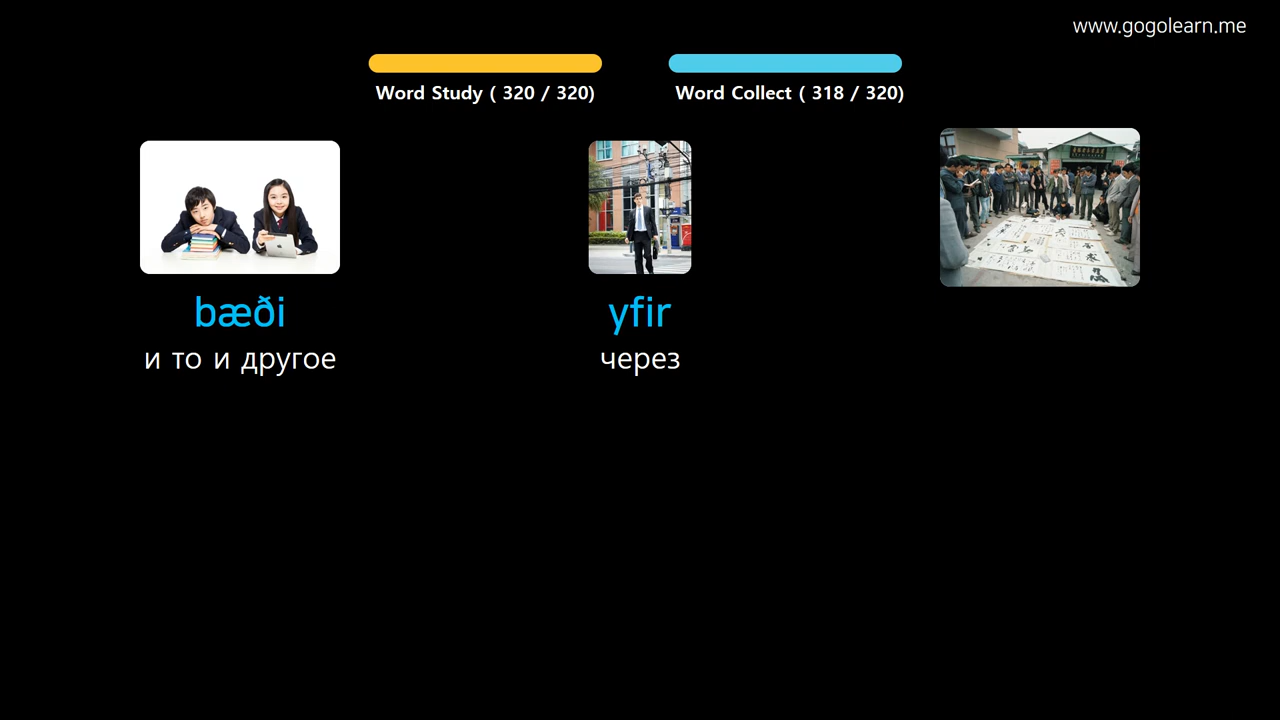 www.gogolearn.me
Word Study ( 320 / 320)
Word Collect ( 318 / 320)
bæði
yfir
и то и другое
через